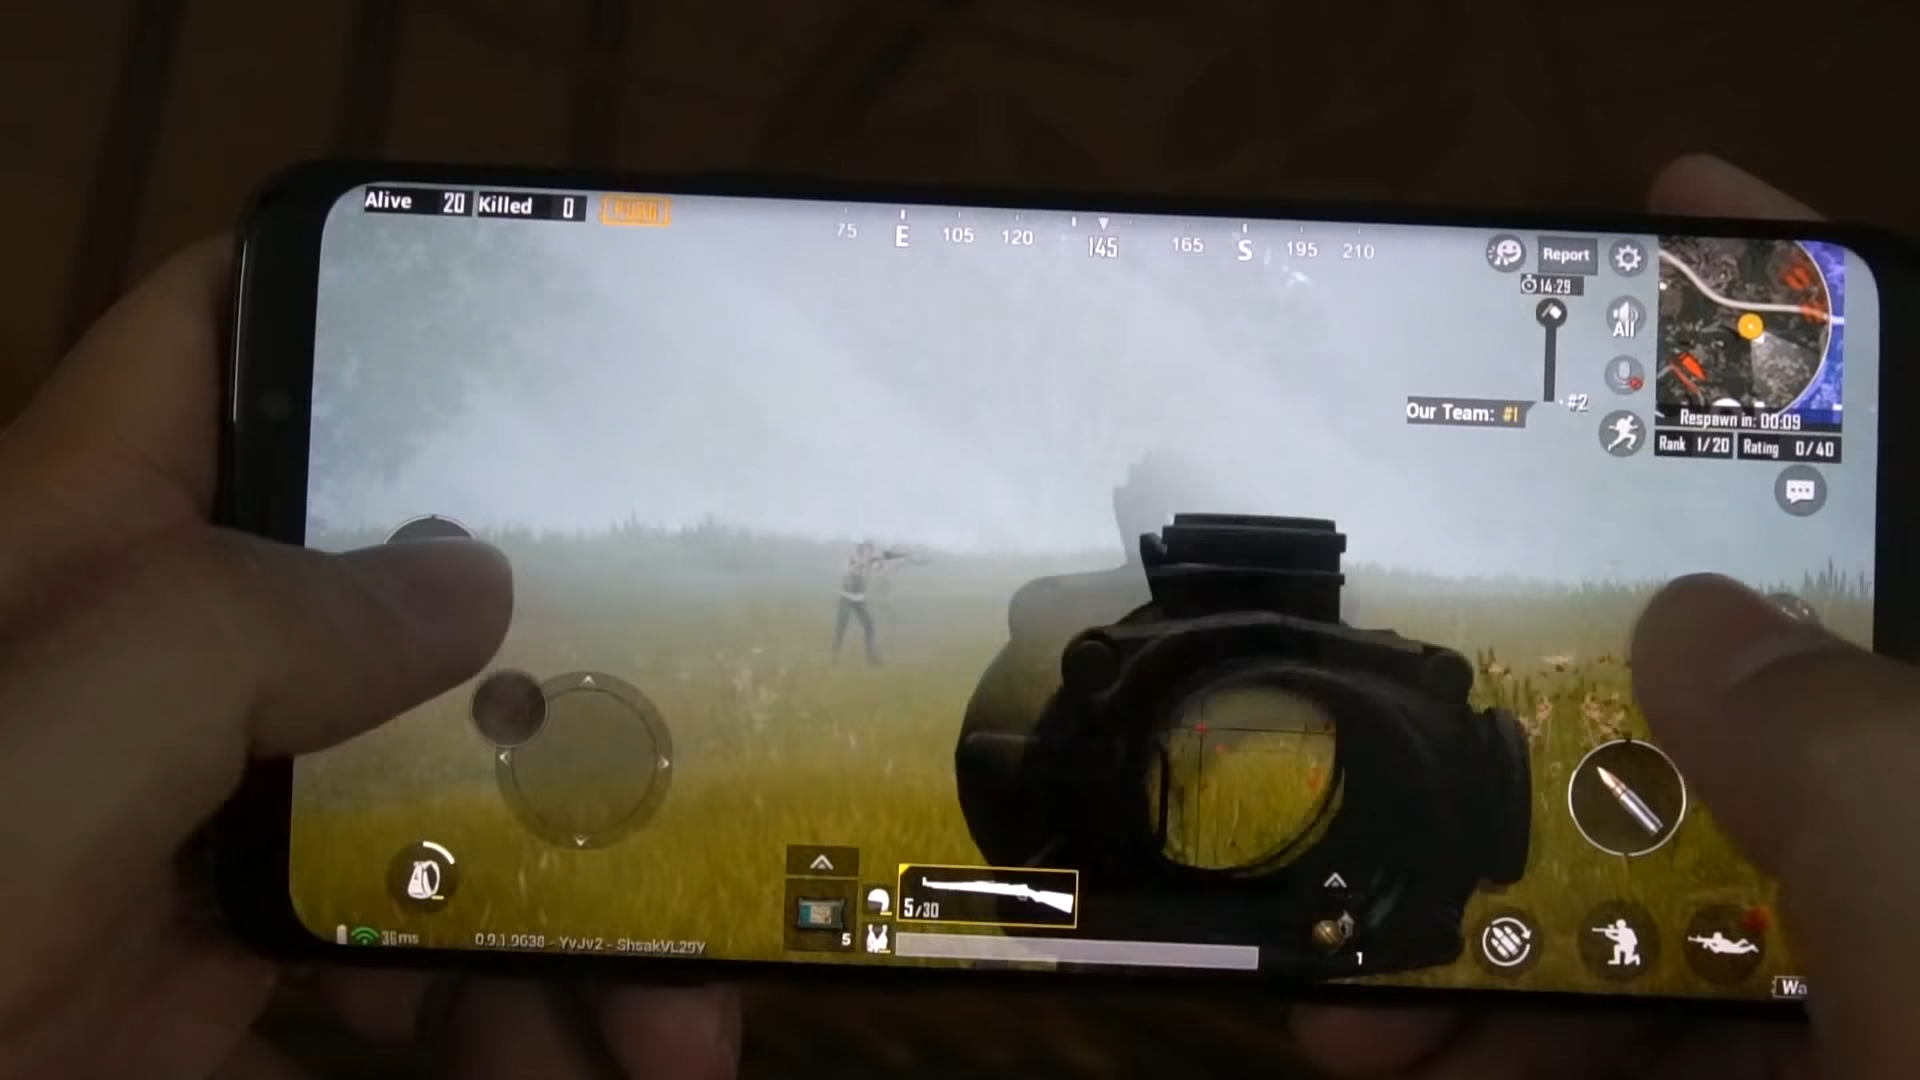 Alive 20 Killed 0 PUBG
75 E 105 120 145 165 S 195 210
Report
14:29
All
Our Team: #1
#2
Respawn in: 00:09
Rank 1/20 Rating 0/40
5/30
5
1
36ms
0.9.1.9638 - YvJv2 - ShsakVL29Y